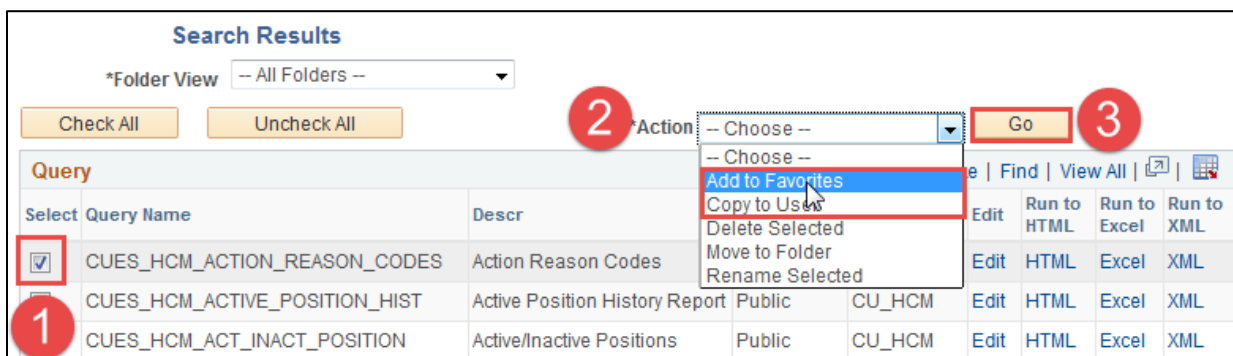 Search Results
*Folder View -- All Folders --
Check All Uncheck All 2 *Action -- Choose -- Go 3
-- Choose --
Query Add to Favorites | Find | View All |
Copy to User
Select Query Name Descr Edit Run to HTML Run to Excel Run to XML
Delete Selected
Move to Folder
CUES_HCM_ACTION_REASON_CODES Action Reason Codes Edit HTML Excel XML
Rename Selected
CUES_HCM_ACTIVE_POSITION_HIST Active Position History Report Public CU_HCM Edit HTML Excel XML
1
CUES_HCM_ACT_INACT_POSITION Active/Inactive Positions Public CU_HCM Edit HTML Excel XML